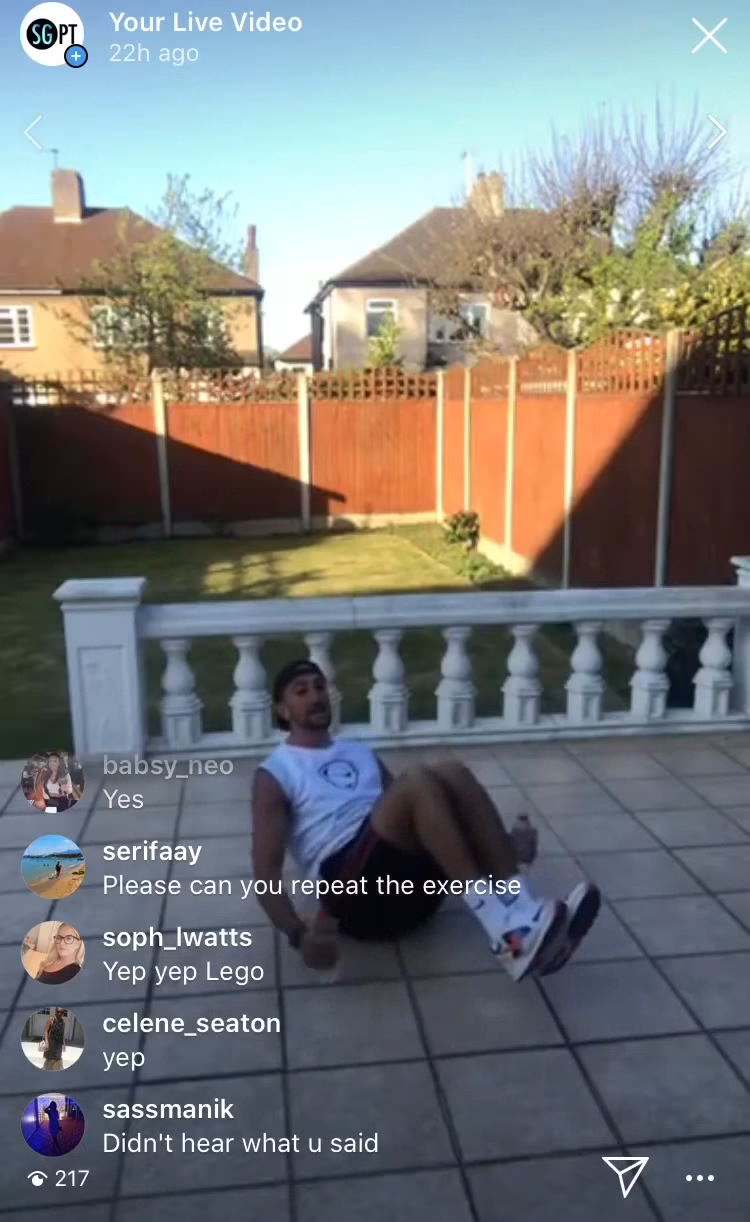 SGPT
Your Live Video
22h ago
babsy_neo
Yes
serifaay
Please can you repeat the exercise
soph_lwatts
Yep yep Lego
celene_seaton
yep
sassmanik
Didn't hear what u said
217